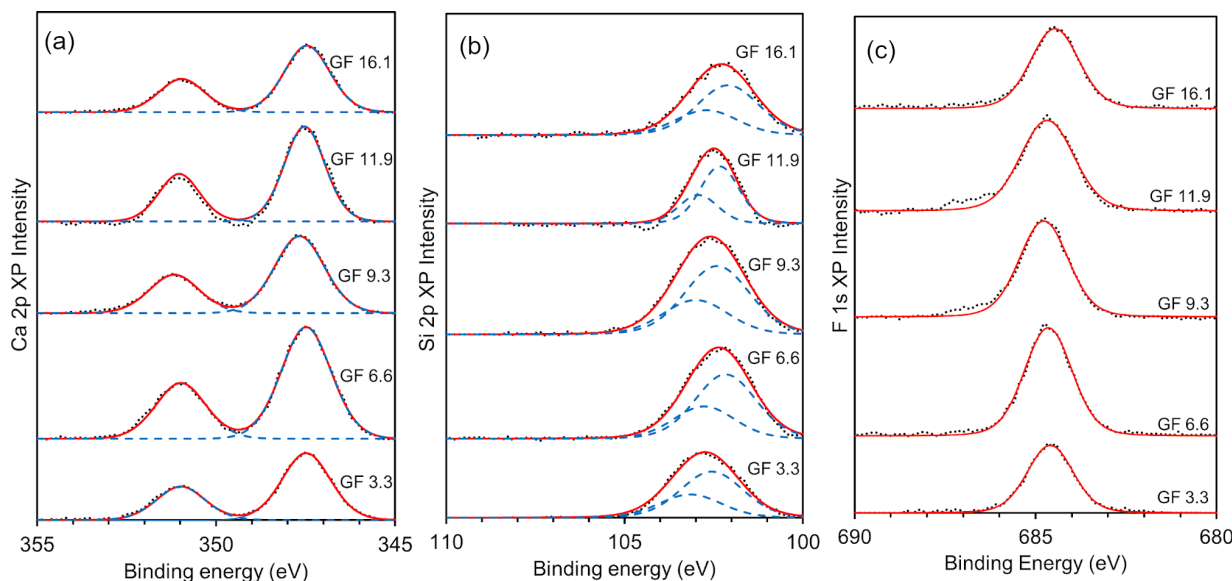 (a)
GF 16.1
GF 11.9
GF 9.3
GF 6.6
GF 3.3
Ca 2p XP Intensity
355 350 345
Binding energy (eV)
(b)
GF 16.1
GF 11.9
GF 9.3
GF 6.6
GF 3.3
Si 2p XP Intensity
110 105 100
Binding energy (eV)
(c)
GF 16.1
GF 11.9
GF 9.3
GF 6.6
GF 3.3
F 1s XP Intensity
690 685 680
Binding Energy (eV)